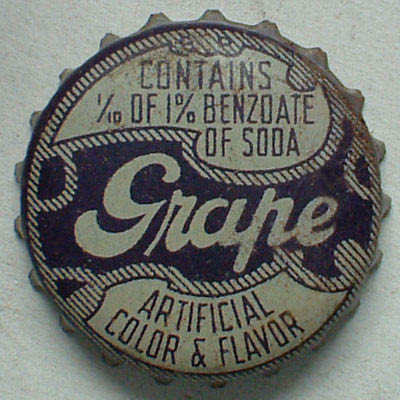 CONTAINS
1/10 OF 1% BENZOATE
OF SODA
Grape
ARTIFICIAL
COLOR & FLAVOR